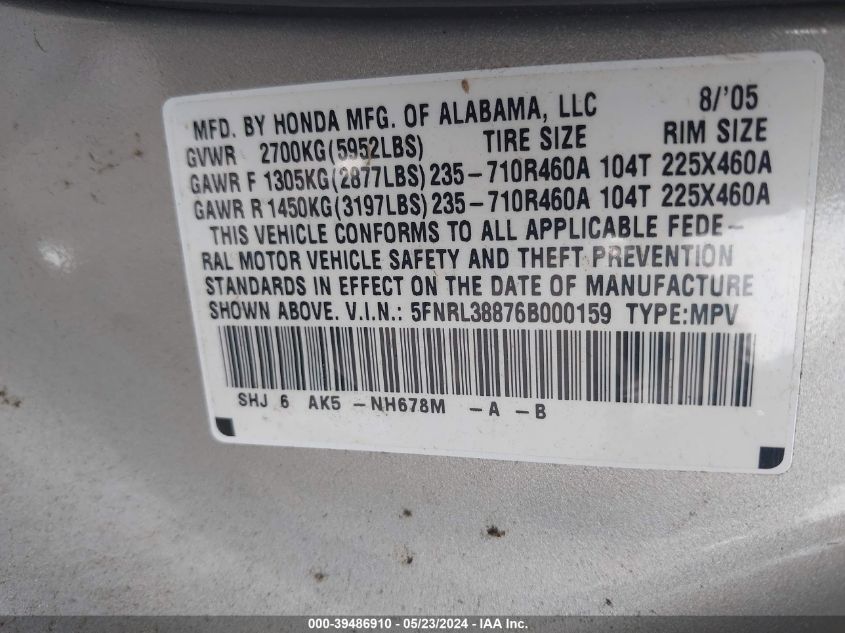 MFD. BY HONDA MFG. OF ALABAMA, LLC 8/'05
GVWR 2700KG(5952LBS) TIRE SIZE RIM SIZE
GAWR F 1305KG(2877LBS) 235-710R460A 104T 225X460A
GAWR R 1450KG(3197LBS) 235-710R460A 104T 225X460A
THIS VEHICLE CONFORMS TO ALL APPLICABLE FEDE-
RAL MOTOR VEHICLE SAFETY AND THEFT PREVENTION
STANDARDS IN EFFECT ON THE DATE OF MANUFACTURE
SHOWN ABOVE. V.I.N.: 5FNRL38876B000159 TYPE:MPV
SHJ 6 AK5 -NH678M -A -B
000-39486910 - 05/23/2024 - IAA Inc.